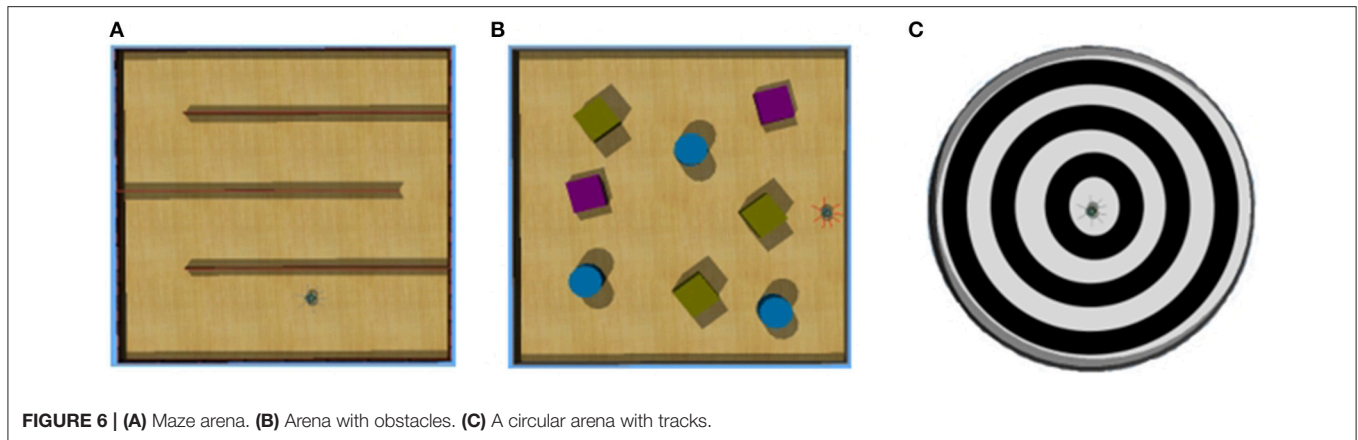 A
B
C
FIGURE 6 | (A) Maze arena. (B) Arena with obstacles. (C) A circular arena with tracks.